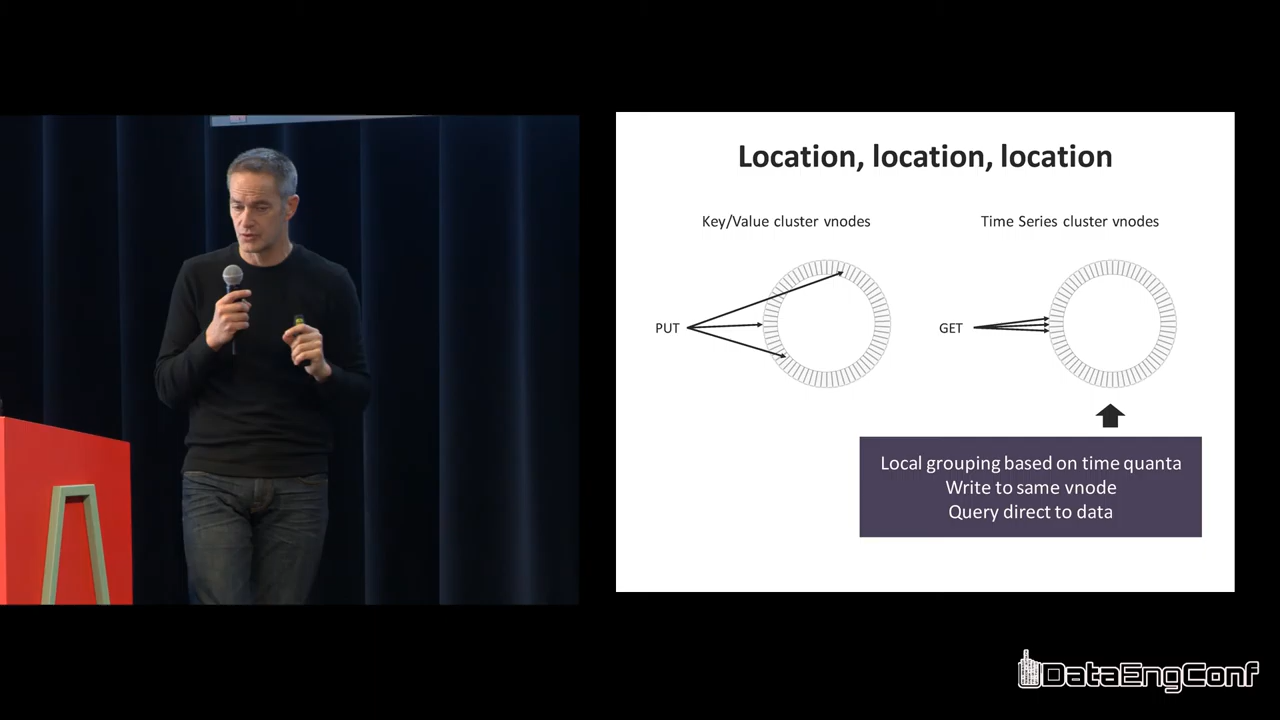 Location, location, location
Key/Value cluster vnodes
Time Series cluster vnodes
PUT
GET
Local grouping based on time quanta
Write to same vnode
Query direct to data
DataEngConf